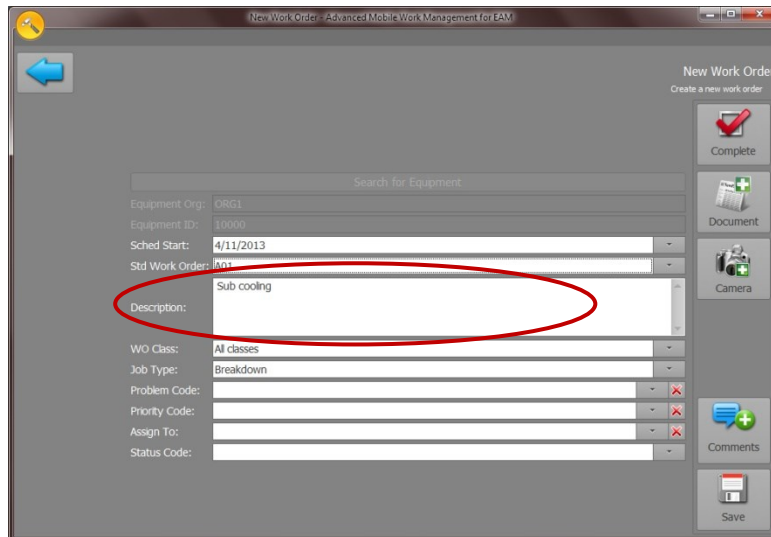 New Work Order - Advanced Mobile Work Management for EAM
New Work Orde
Create a new work order
Complete
Search for Equipment
Equipment Org: ORG1
Document
Equipment ID: 10000
Sched Start: 4/11/2013
Std Work Order: A01
Camera
Description: Sub cooling
WO Class: All classes
Job Type: Breakdown
Problem Code:
Priority Code:
Assign To:
Comments
Status Code:
Save